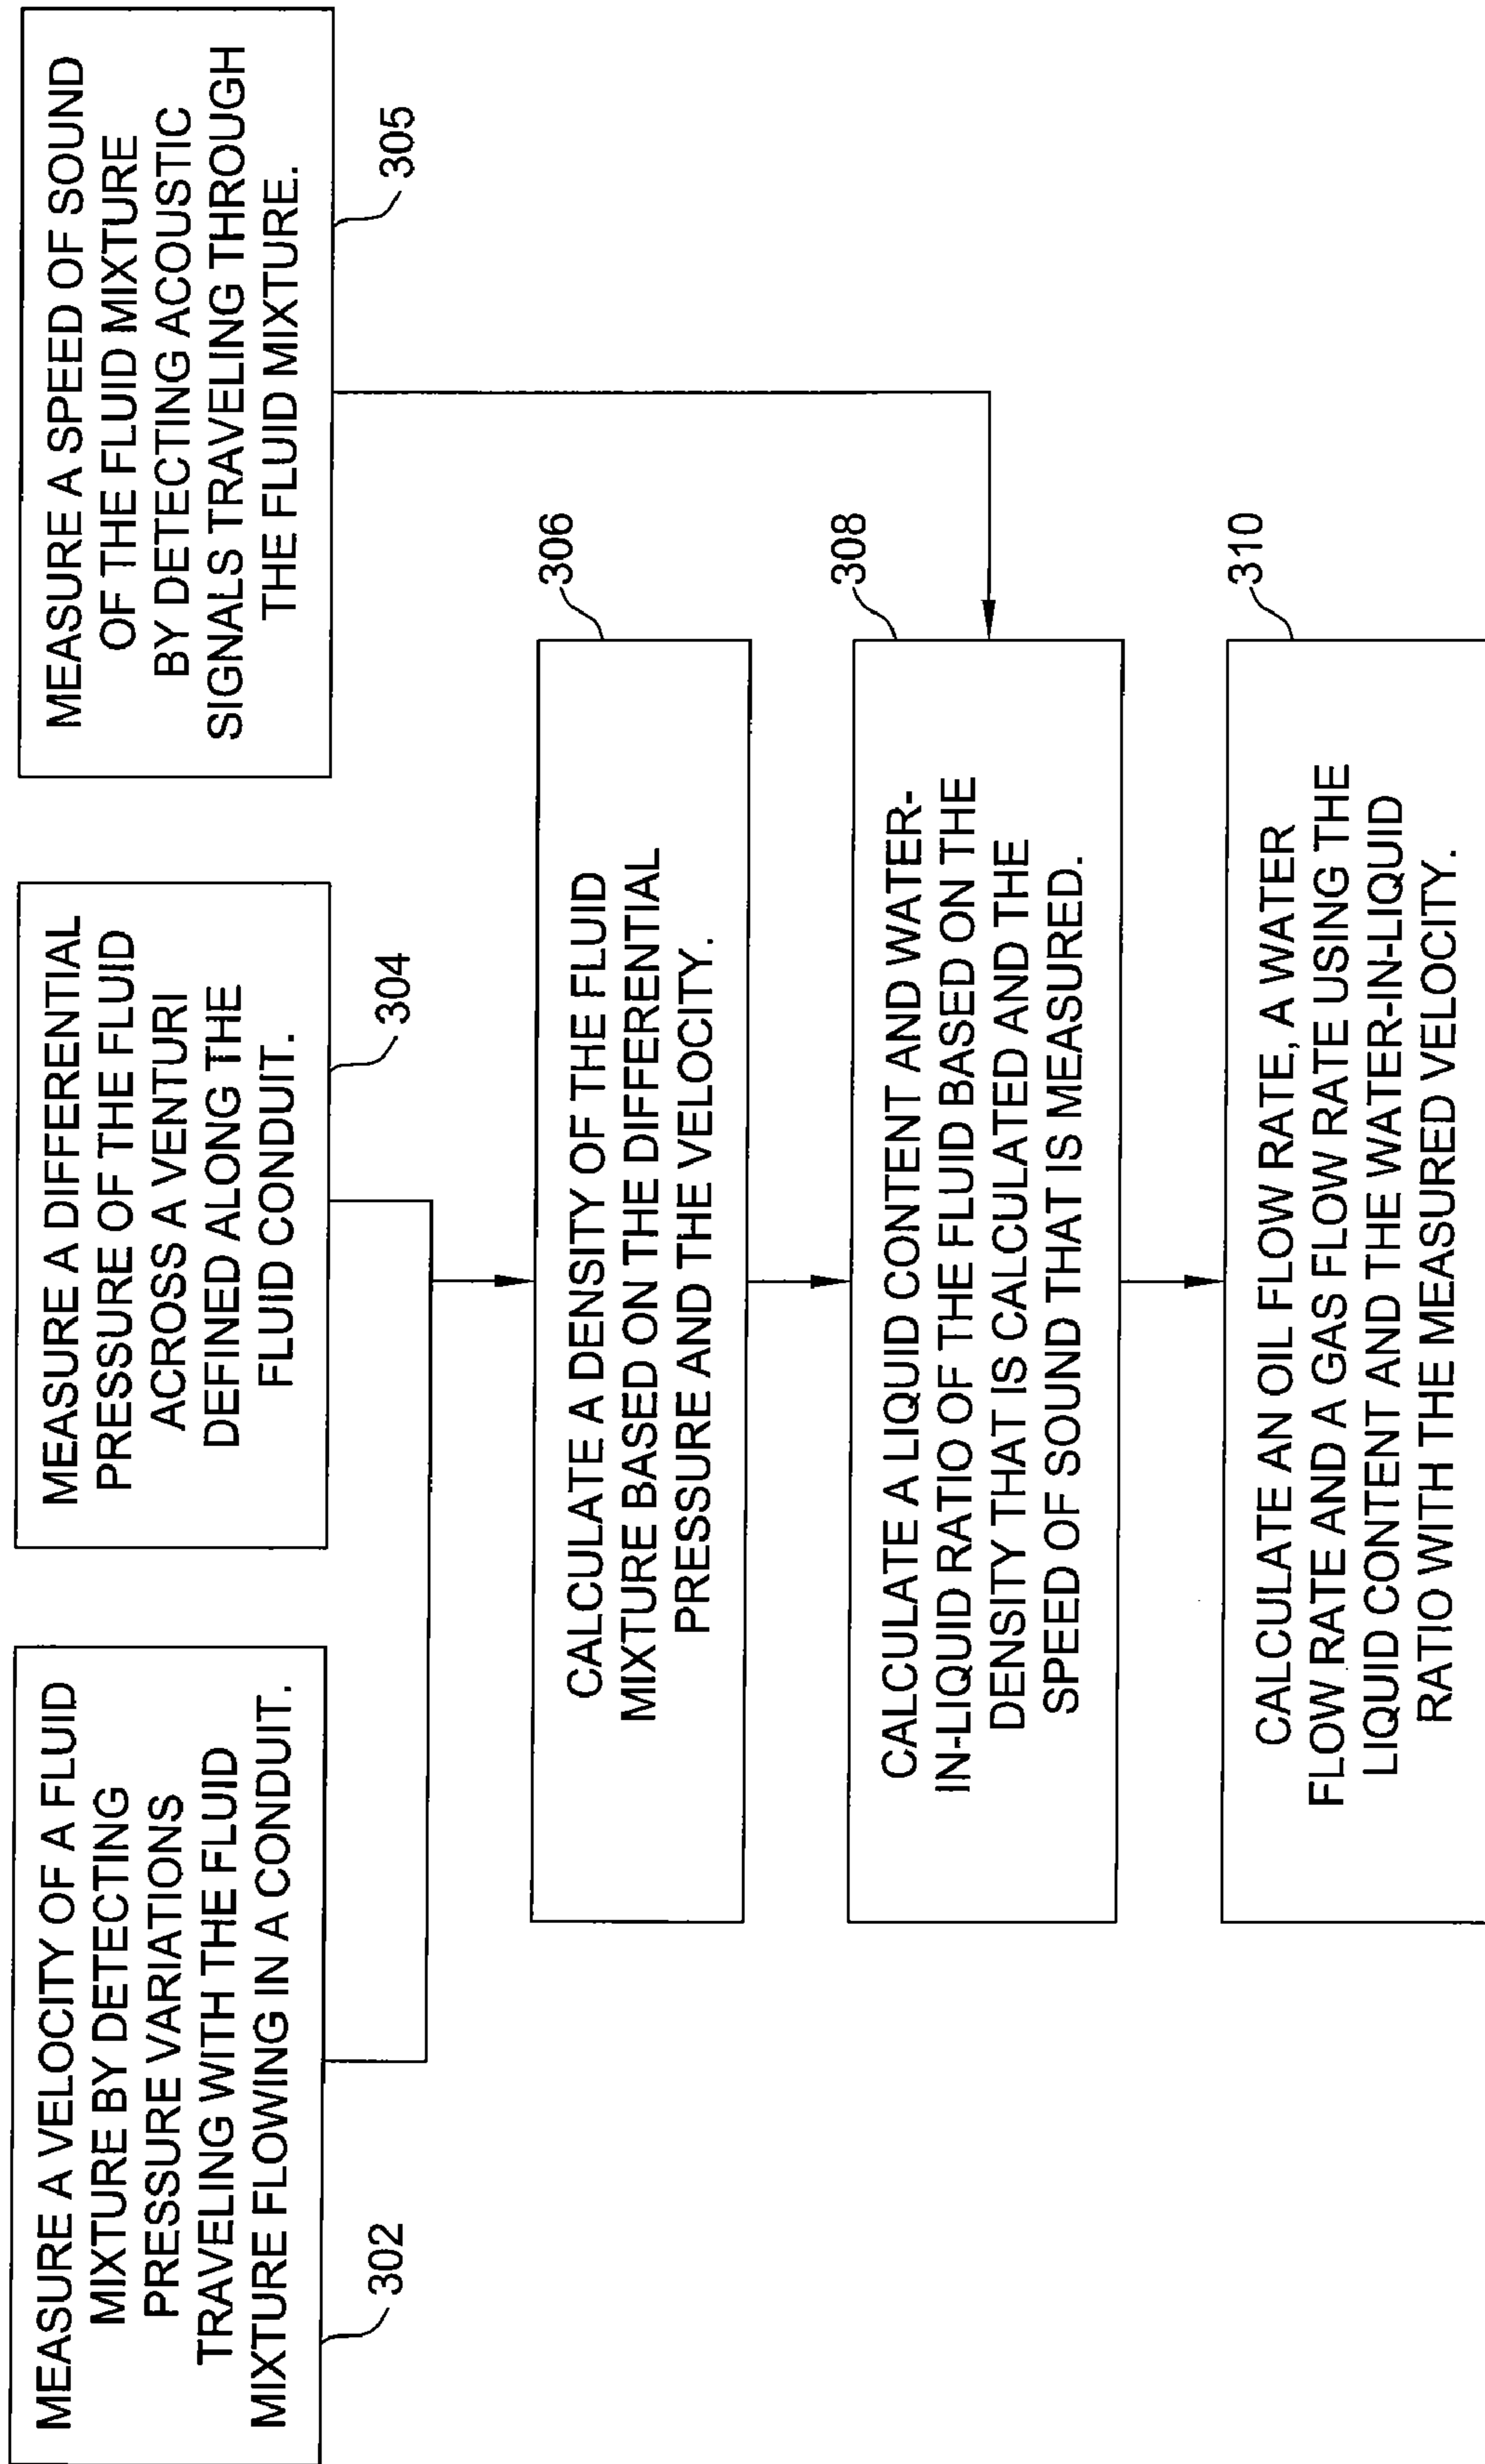 MEASURE A VELOCITY OF A FLUID
MIXTURE BY DETECTING
PRESSURE VARIATIONS
TRAVELING WITH THE FLUID
MIXTURE FLOWING IN A CONDUIT.
302
MEASURE A DIFFERENTIAL
PRESSURE OF THE FLUID
ACROSS A VENTURI
DEFINED ALONG THE
FLUID CONDUIT.
304
MEASURE A SPEED OF SOUND
OF THE FLUID MIXTURE
BY DETECTING ACOUSTIC
SIGNALS TRAVELING THROUGH
THE FLUID MIXTURE.
305
306
CALCULATE A DENSITY OF THE FLUID
MIXTURE BASED ON THE DIFFERENTIAL
PRESSURE AND THE VELOCITY.
308
CALCULATE A LIQUID CONTENT AND WATER-
IN-LIQUID RATIO OF THE FLUID BASED ON THE
DENSITY THAT IS CALCULATED AND THE
SPEED OF SOUND THAT IS MEASURED.
310
CALCULATE AN OIL FLOW RATE, A WATER
FLOW RATE AND A GAS FLOW RATE USING THE
LIQUID CONTENT AND THE WATER-IN-LIQUID
RATIO WITH THE MEASURED VELOCITY.